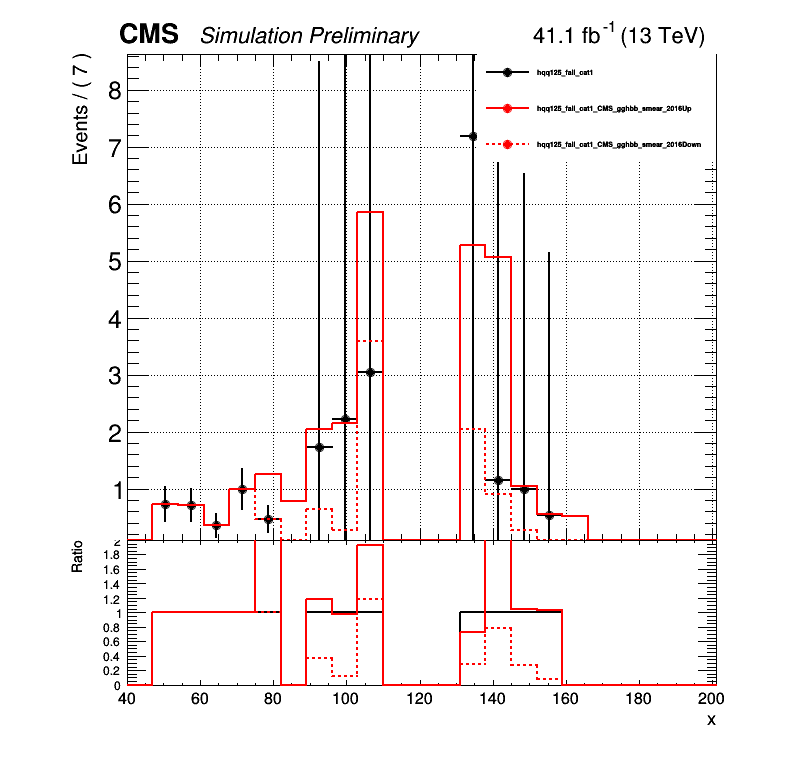 CMS Simulation Preliminary 41.1 fb-1 (13 TeV)
Events / ( 7 )
8
7
6
5
4
3
2
1
hqq125_fail_cat1
hqq125_fail_cat1_CMS_gghbb_smear_2016Up
hqq125_fail_cat1_CMS_gghbb_smear_2016Down
Ratio
2
1.8
1.6
1.4
1.2
1
0.8
0.6
0.4
0.2
0
40 60 80 100 120 140 160 180 200
x